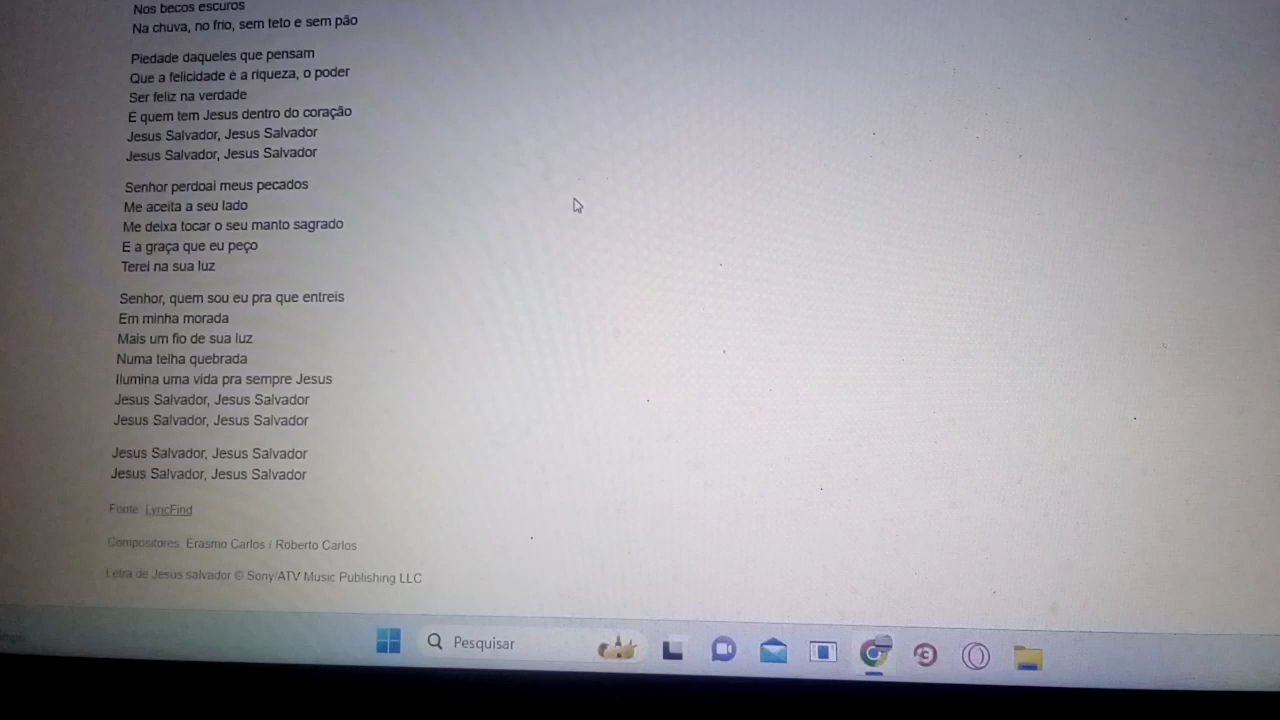 Nos becos escuros
Na chuva, no frio, sem teto e sem pão
Piedade daqueles que pensam
Que a felicidade é a riqueza, o poder
Ser feliz na verdade
É quem tem Jesus dentro do coração
Jesus Salvador, Jesus Salvador
Jesus Salvador, Jesus Salvador
Senhor perdoai meus pecados
Me aceita a seu lado
Me deixa tocar o seu manto sagrado
É a graça que eu peço
Terei na sua luz
Senhor, quem sou eu pra que entreis
Em minha morada
Mais um fio de sua luz
Numa telha quebrada
Ilumina uma vida pra sempre Jesus
Jesus Salvador, Jesus Salvador
Jesus Salvador, Jesus Salvador
Jesus Salvador, Jesus Salvador
Jesus Salvador, Jesus Salvador
Fonte: LyricFind
Compositores: Erasmo Carlos / Roberto Carlos
Letra de Jesus salvador © Sony/ATV Music Publishing LLC
Pesquisar